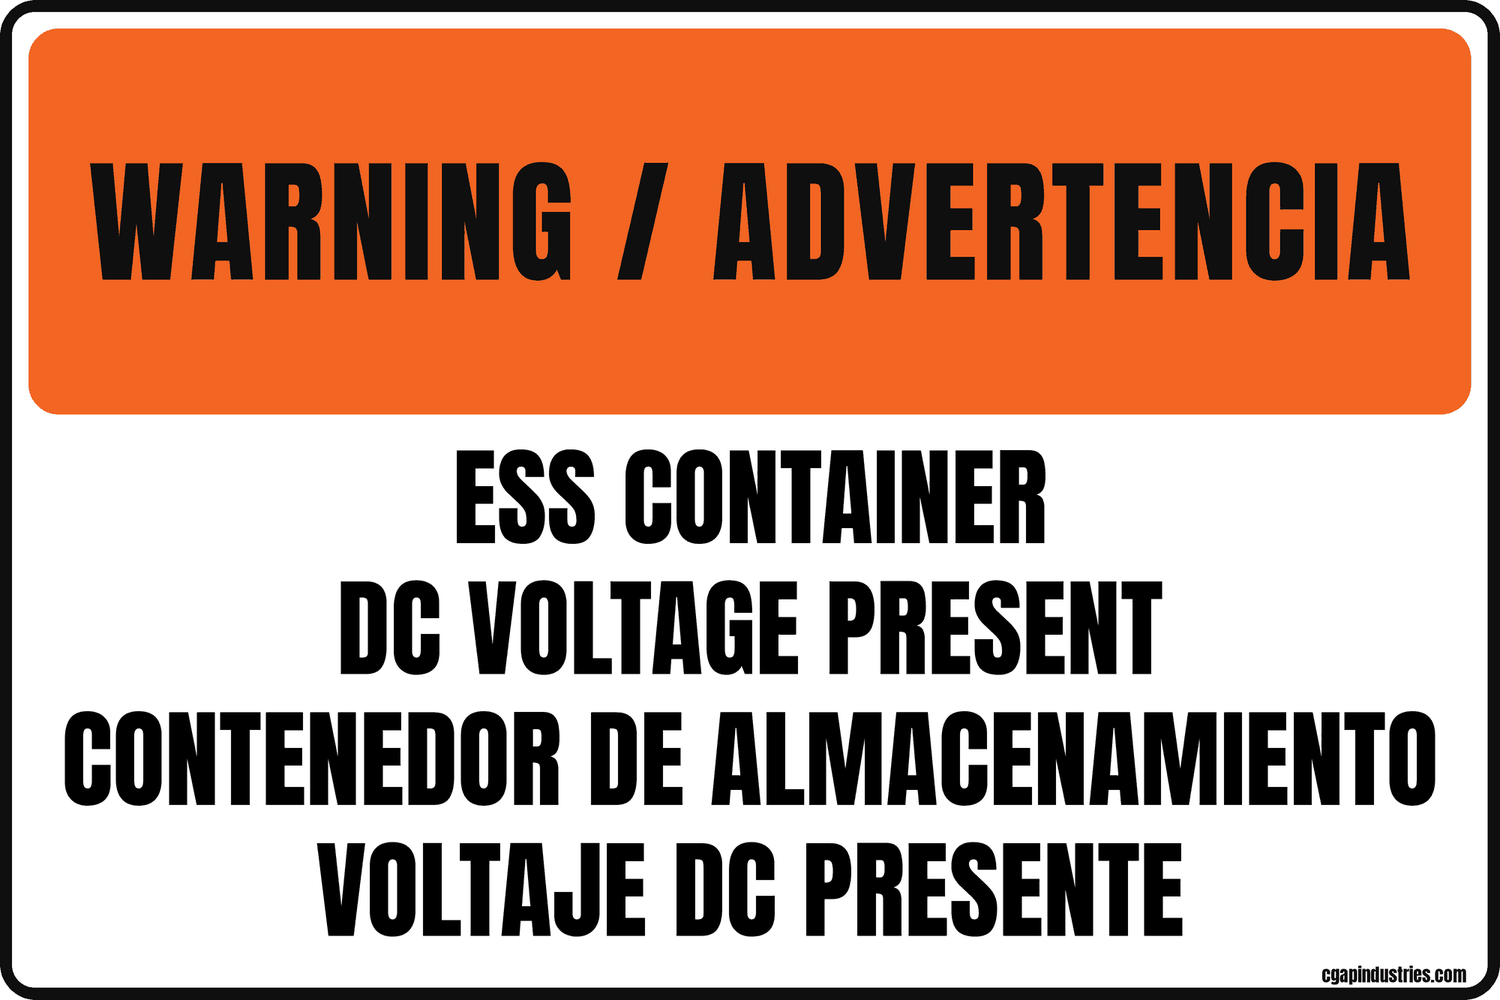 WARNING / ADVERTENCIA
ESS CONTAINER
DC VOLTAGE PRESENT
CONTENEDOR DE ALMACENAMIENTO
VOLTAJE DC PRESENTE
cgapindustries.com